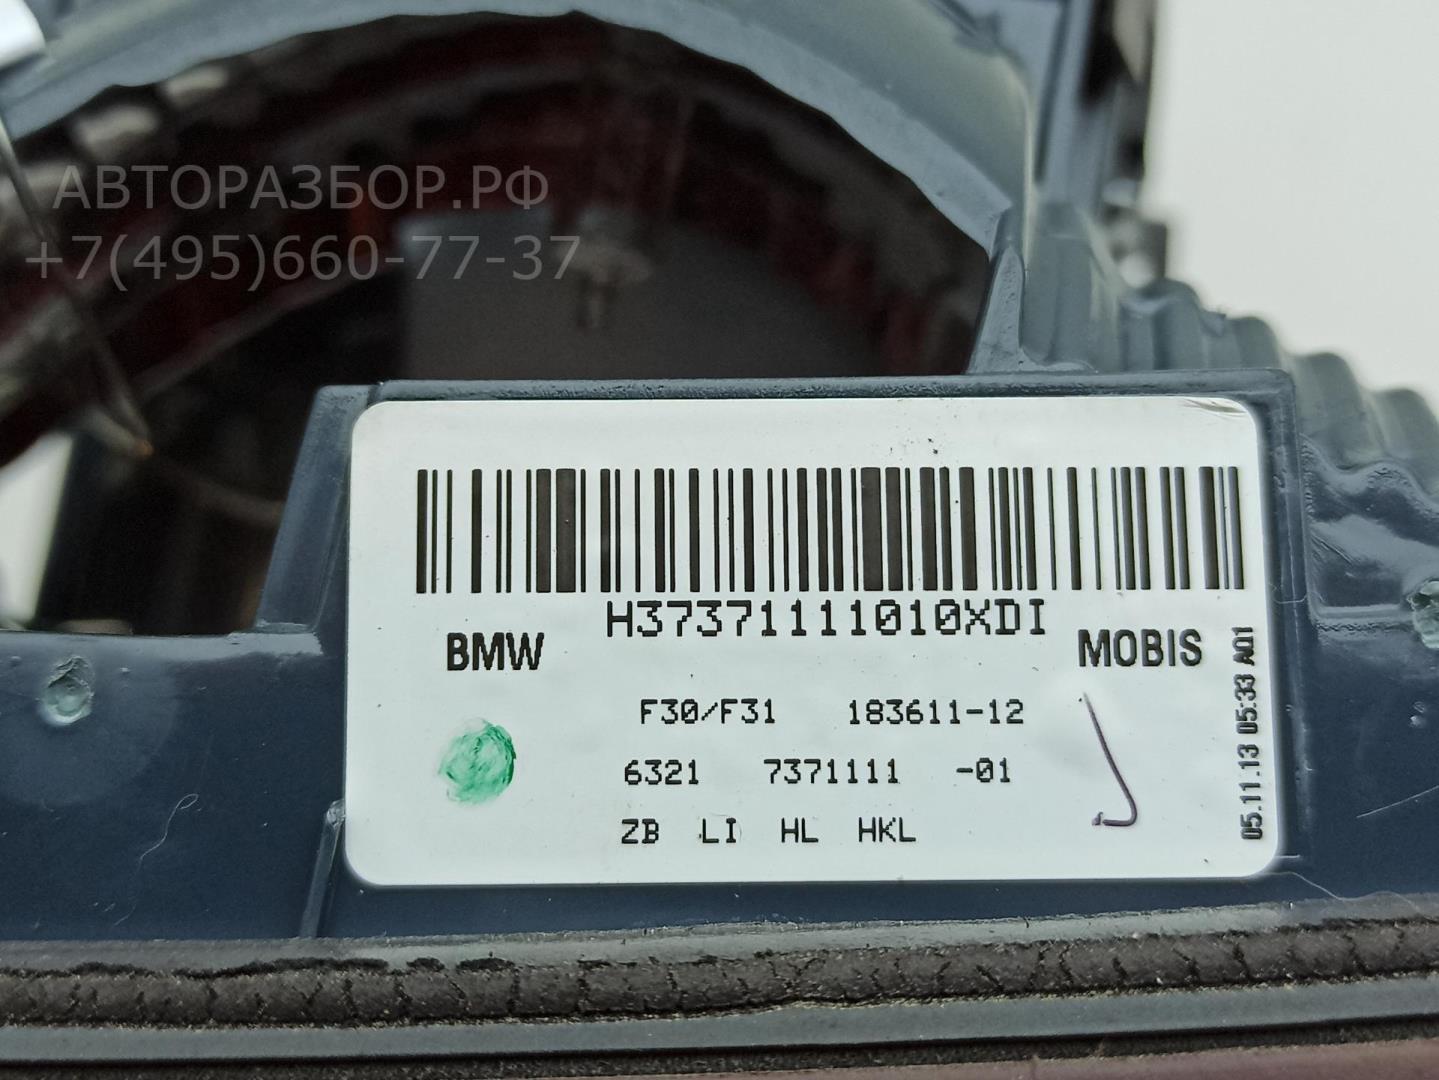 АВТОРАЗБОР.РФ
+7(495)660-77-37
H37371111010XDI
BMW MOBIS
F30/F31 183611-12
6321 7371111 -01
ZB LI HL HKL
05.11.13 05:33 A01